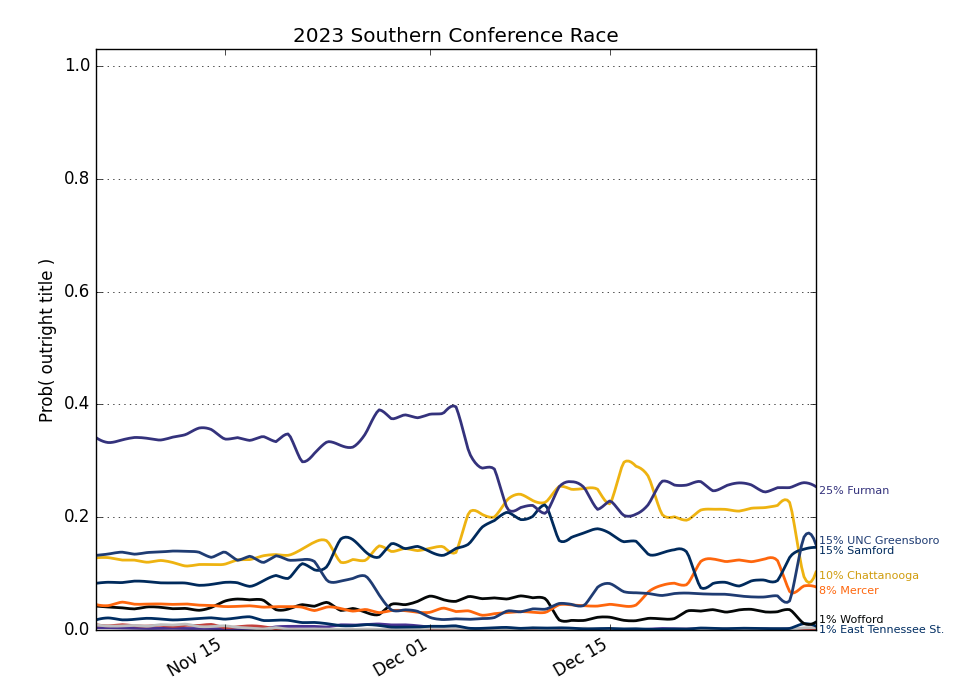 2023 Southern Conference Race
1.0
0.8
0.6
0.4
0.2
0.0
Prob( outright title )
Nov 15
Dec 01
Dec 15
25% Furman
15% UNC Greensboro
15% Samford
10% Chattanooga
8% Mercer
1% Wofford
1% East Tennessee St.